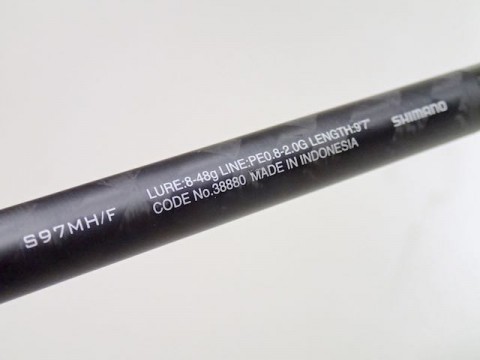 S97MH/F
LURE:8-48g LINE:PE0.8-2.0G LENGTH:9'7"
CODE No.38880 MADE IN INDONESIA
SHIMANO